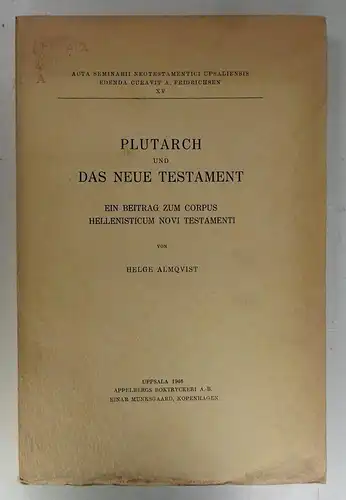 ACTA SEMINARII NEOTESTAMENTICI UPSALIENSIS
EDENDA CURAVIT A. FRIDRICHSEN
XV
PLUTARCH
UND
DAS NEUE TESTAMENT
EIN BEITRAG ZUM CORPUS
HELLENISTICUM NOVI TESTAMENTI
VON
HELGE ALMQVIST
UPPSALA 1946
APPELBERGS BOKTRYCKERI A.-B.
EJNAR MUNKSGAARD, KOPENHAGEN